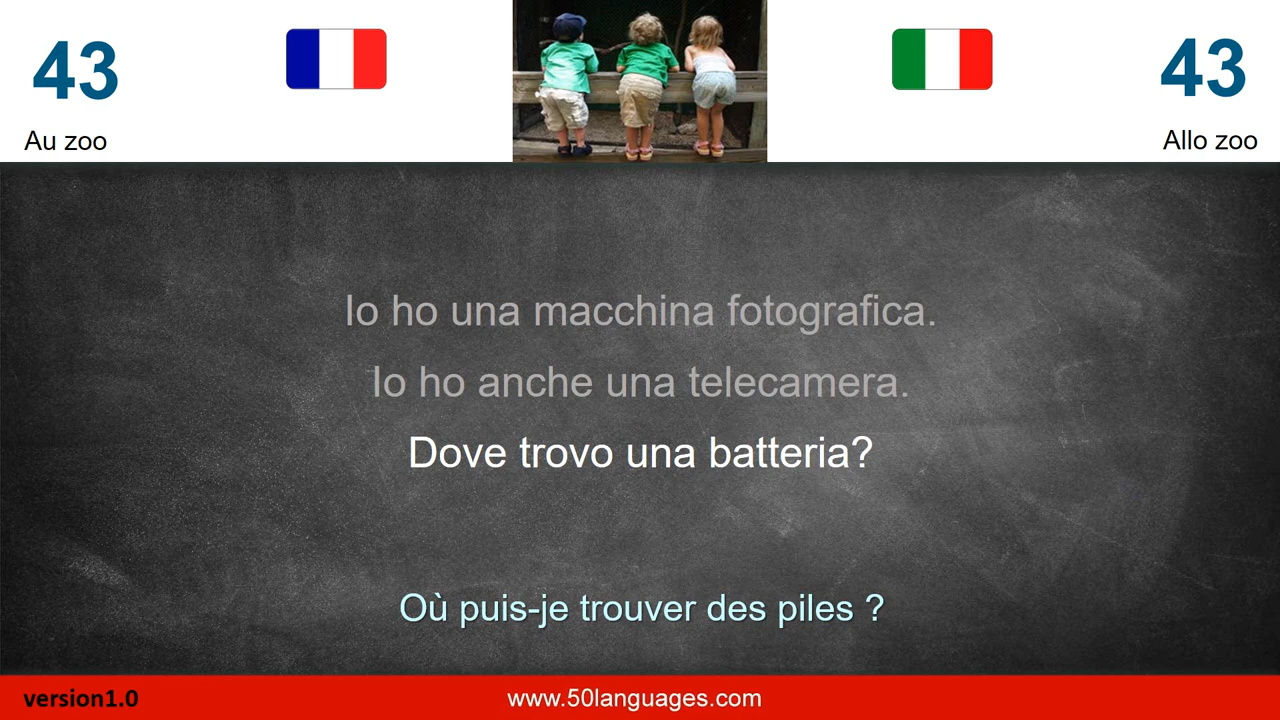 43
43
Au zoo
Allo zoo
Io ho una macchina fotografica.
Io ho anche una telecamera.
Dove trovo una batteria?
Où puis-je trouver des piles ?
version1.0
www.50languages.com